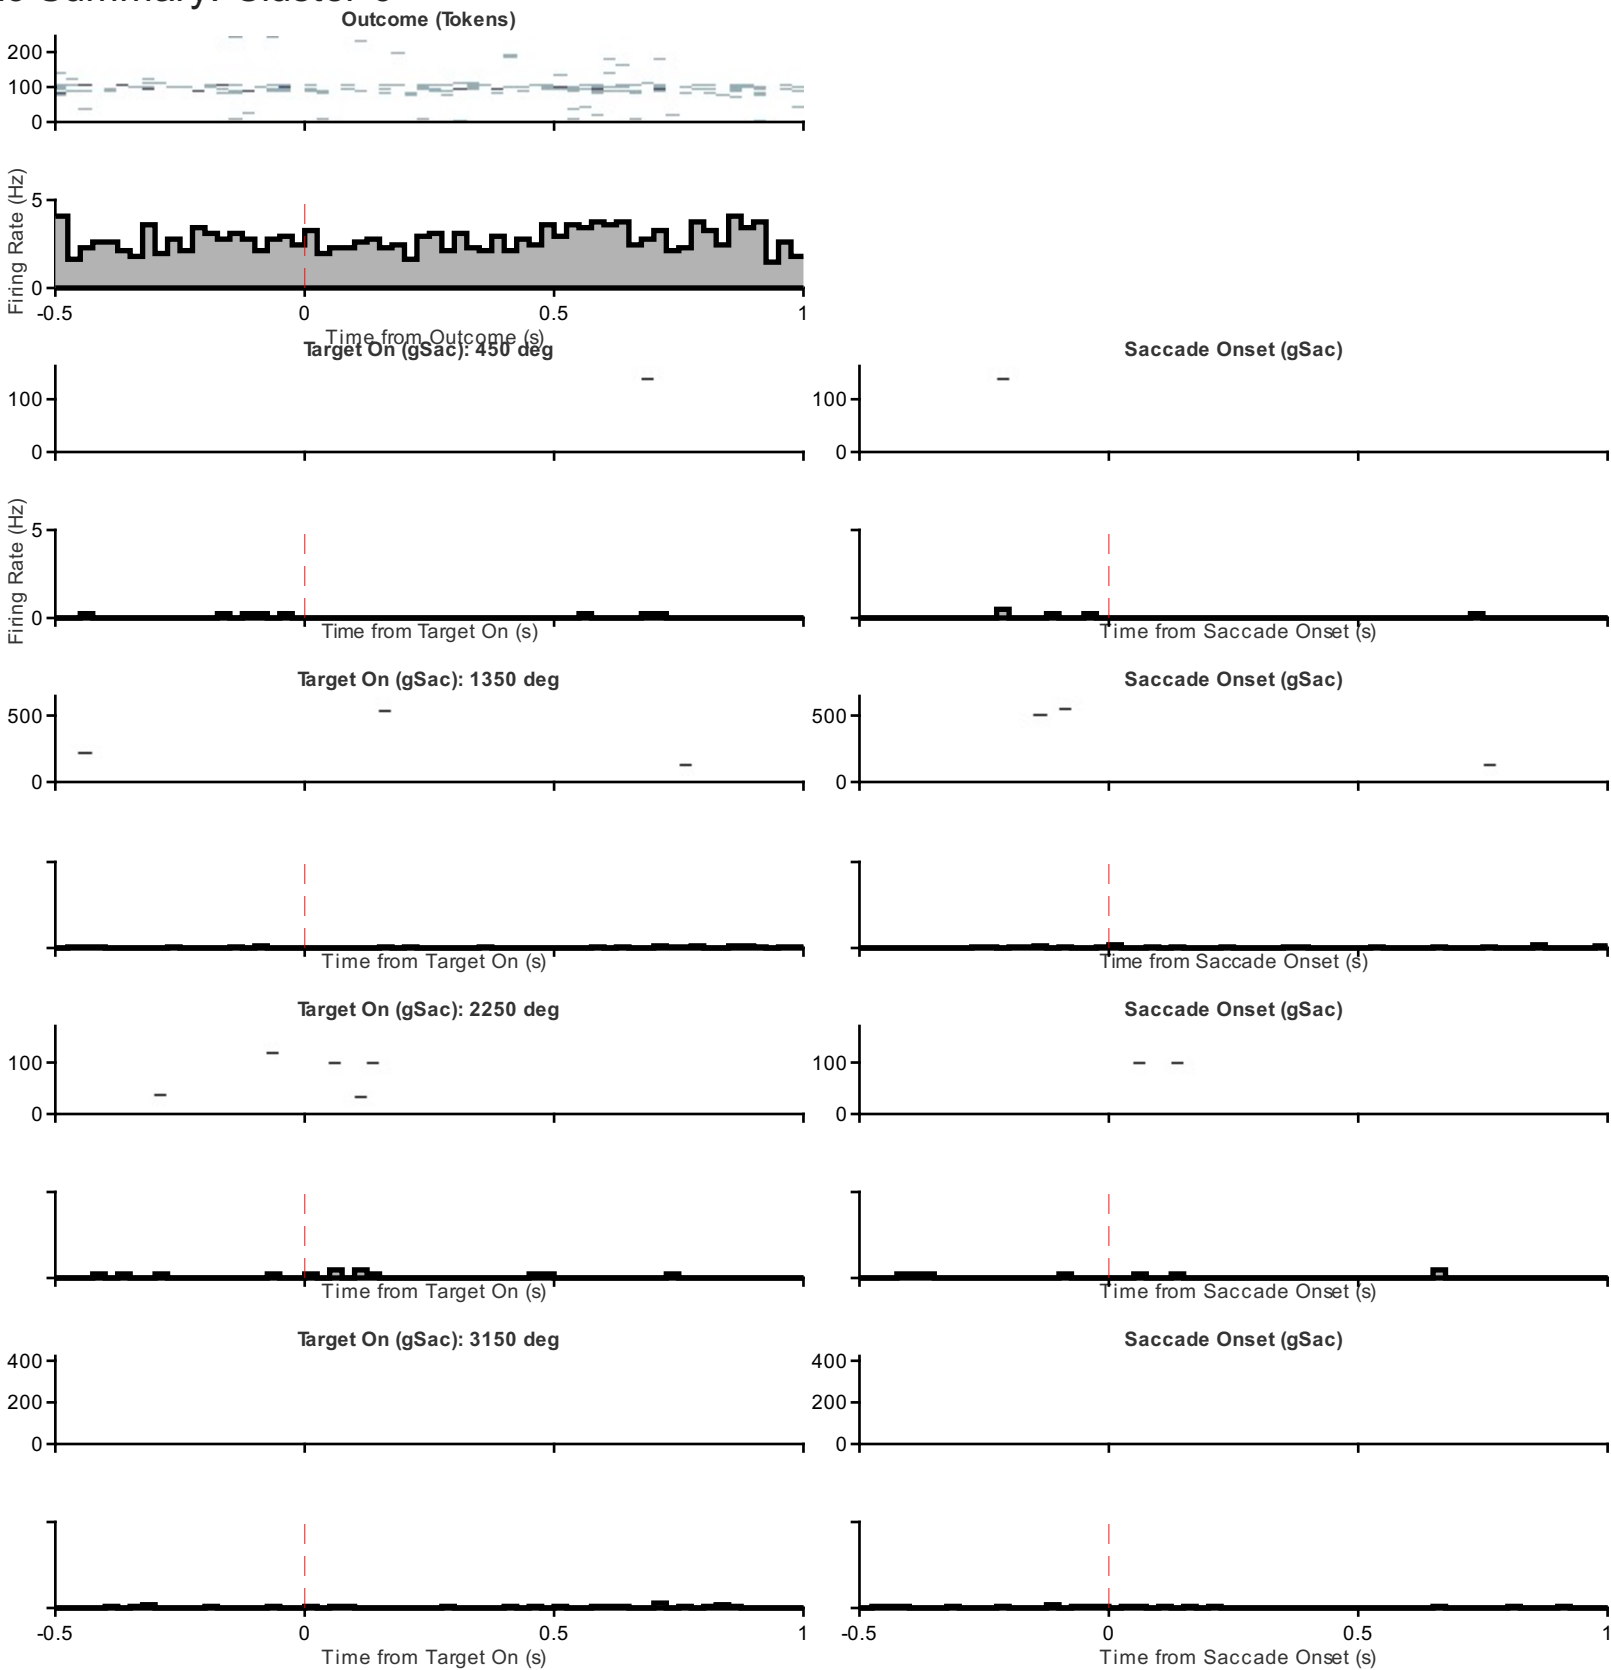 Summary: Cluster
Outcome (Tokens)
200
100
0
Firing Rate (Hz)
5
0
-0.5 0 0.5 1
Time from Outcome (s)
Target On (gSac): 450 deg Saccade Onset (gSac)
100 100
0 0
Firing Rate (Hz)
5
0
Time from Target On (s) Time from Saccade Onset (s)
Target On (gSac): 1350 deg Saccade Onset (gSac)
500 500
0 0
Time from Target On (s) Time from Saccade Onset (s)
Target On (gSac): 2250 deg Saccade Onset (gSac)
100 100
0 0
Time from Target On (s) Time from Saccade Onset (s)
Target On (gSac): 3150 deg Saccade Onset (gSac)
400 400
200 200
0 0
-0.5 0 0.5 1 -0.5 0 0.5 1
Time from Target On (s) Time from Saccade Onset (s)